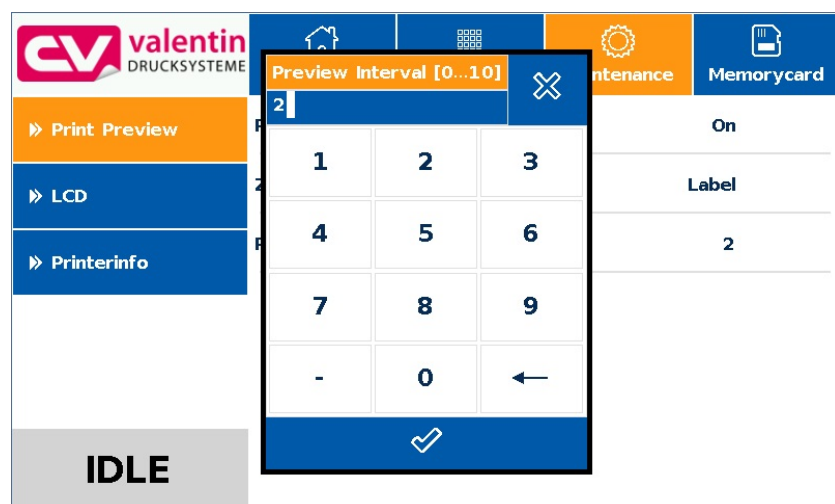 valentin
DRUCKSYSTEME
Preview Interval [0...10]
2
ntenance
Memorycard
Print Preview
On
LCD
Label
Printerinfo
2
1 2 3
4 5 6
7 8 9
- 0
IDLE